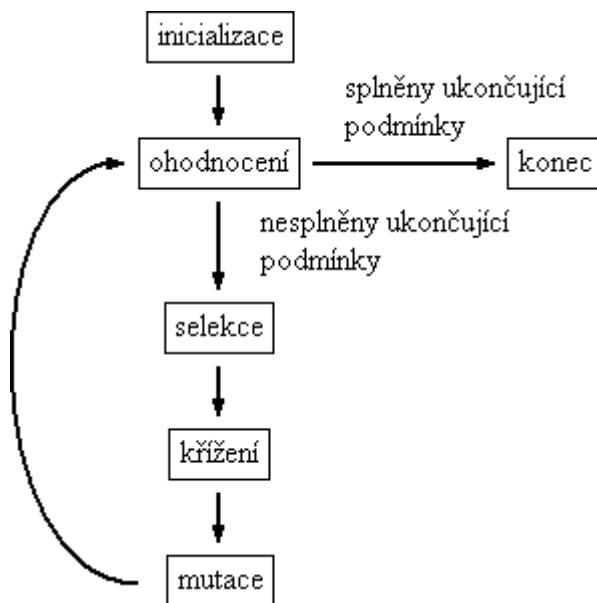 inicializace
splněny ukončující
podmínky
ohodnocení
konec
nesplněny ukončující
podmínky
selekce
křížení
mutace